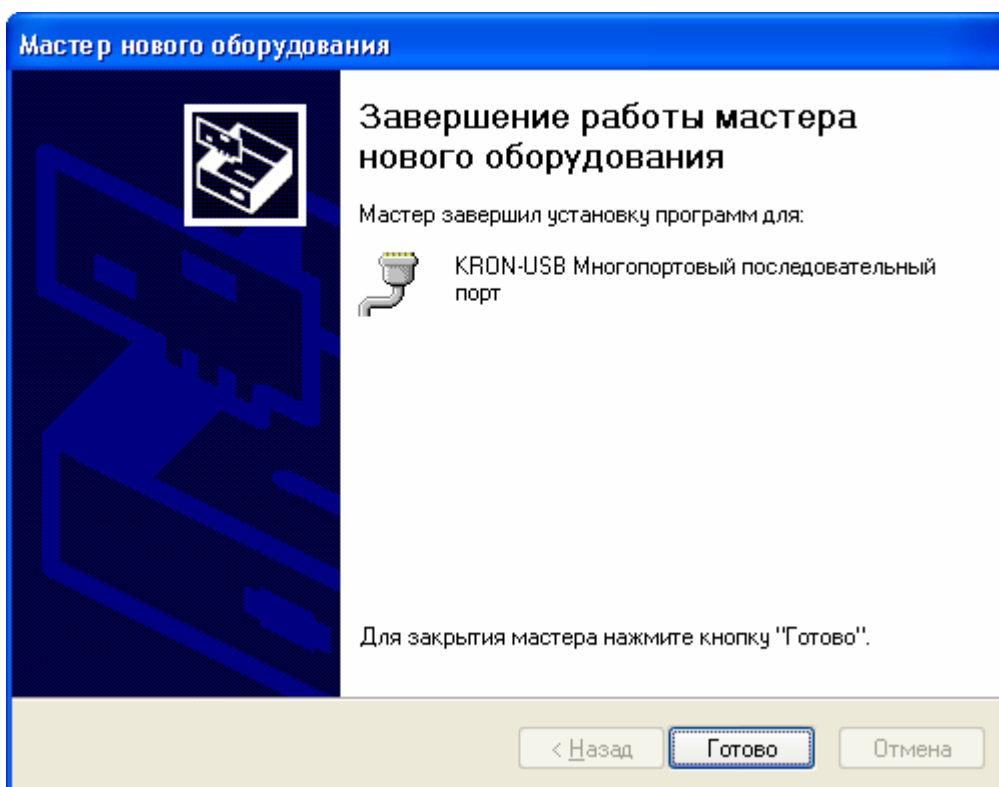 Мастер нового оборудования
Завершение работы мастера
нового оборудования
Мастер завершил установку программ для:
KRON-USB Многопортовый последовательный
порт
Для закрытия мастера нажмите кнопку "Готово".
< Назад
Готово
Отмена